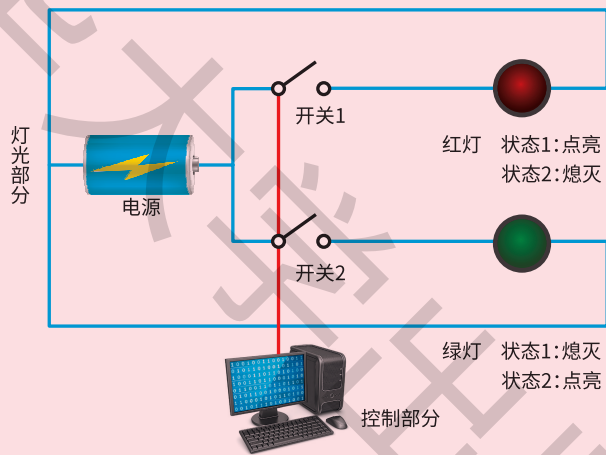 灯光部分
电源
开关1
红灯 状态1:点亮
状态2:熄灭
开关2
绿灯 状态1:熄灭
状态2:点亮
控制部分